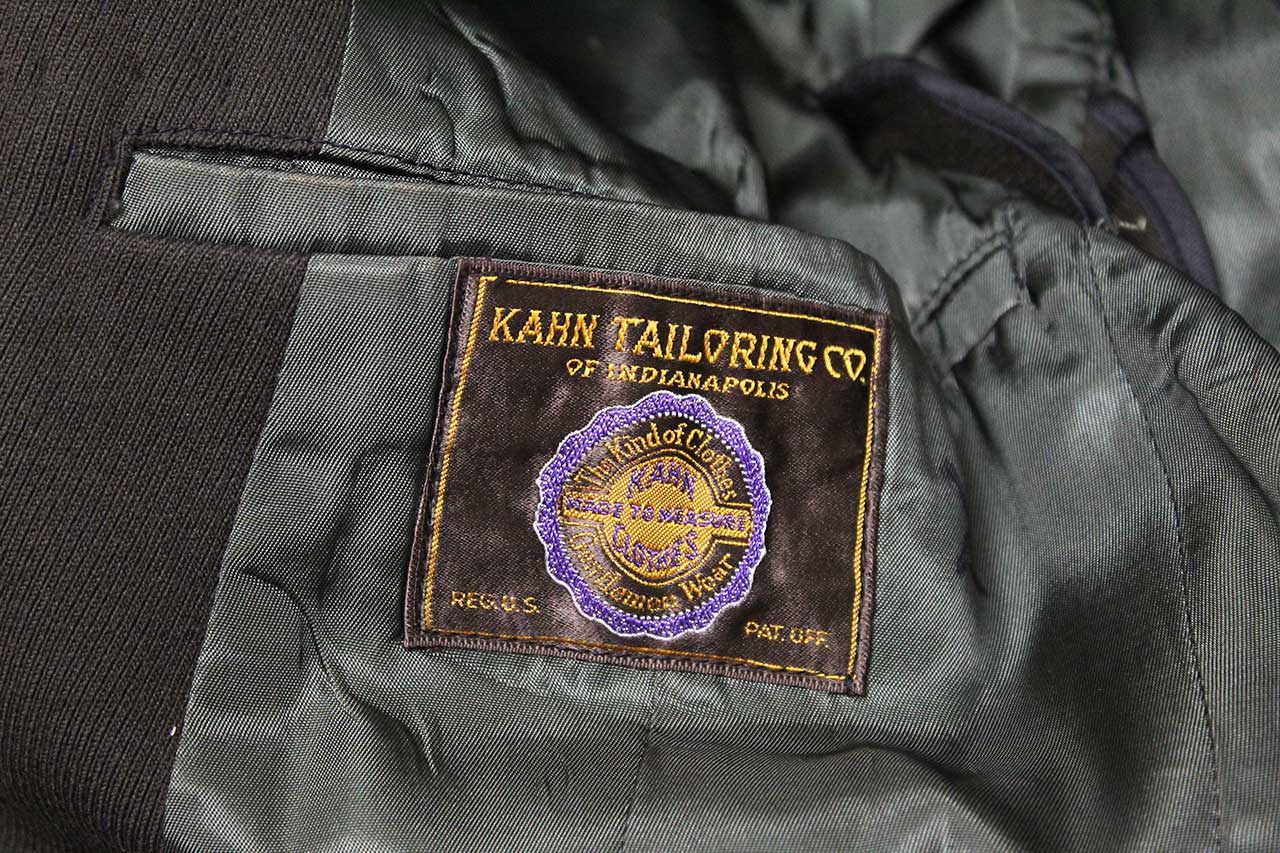 KAHN TAILORING CO.
OF INDIANAPOLIS
The Kind of Clothes
KAHN
MADE TO MEASURE
CLOTHES
Gentlemen Wear
REG. U.S.
PAT. OFF.